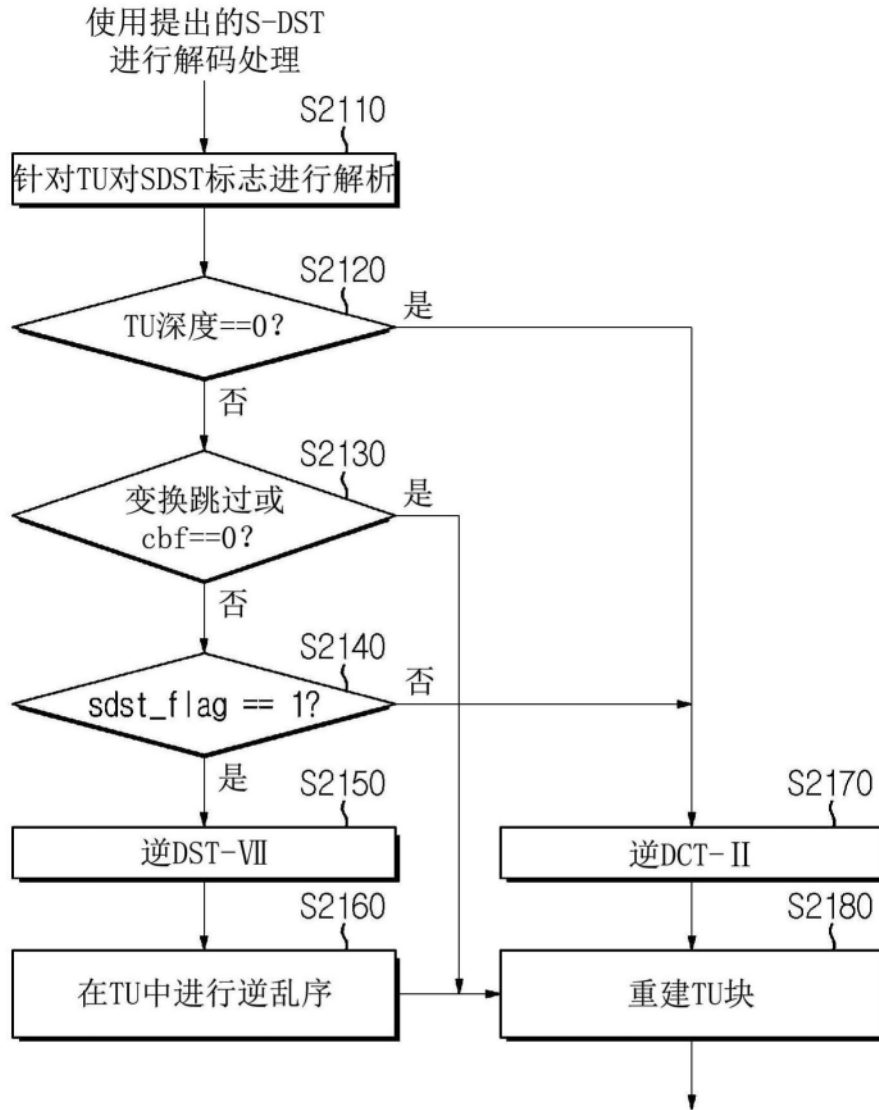 使用提出的S-DST
进行解码处理
S2110
针对TU对SDST标志进行解析
S2120
TU深度==0?
是
否
S2130
变换跳过或
cbf==0?
是
否
S2140
sdst_flag == 1?
否
是
S2150
逆DST-Ⅶ
S2170
逆DCT-Ⅱ
S2160
在TU中进行逆乱序
S2180
重建TU块